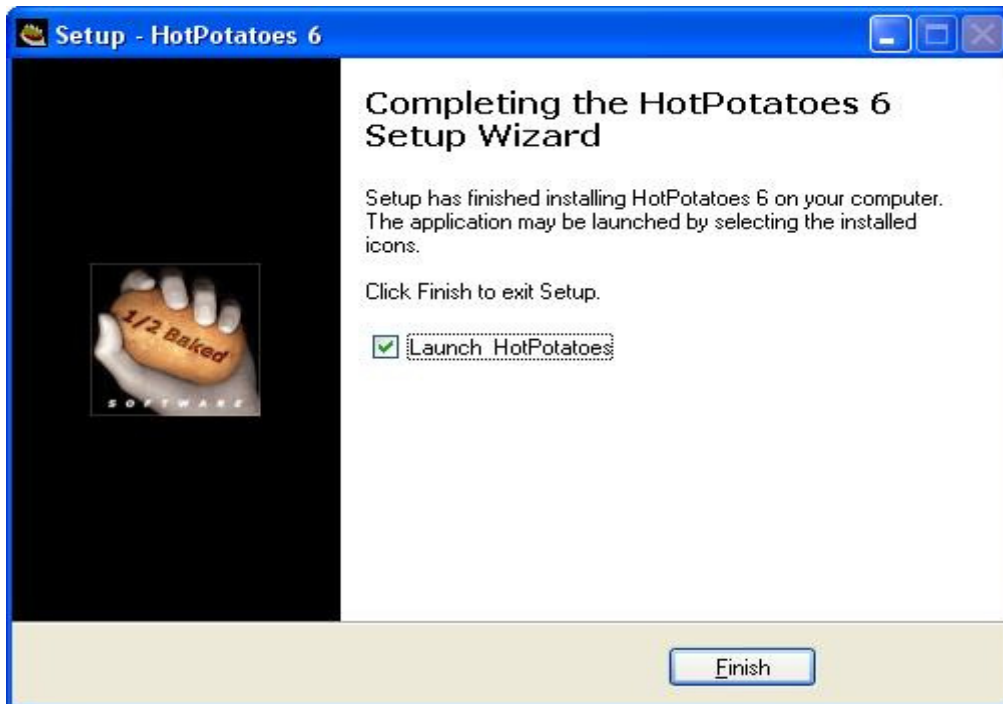 Setup - HotPotatoes 6
Completing the HotPotatoes 6
Setup Wizard
Setup has finished installing HotPotatoes 6 on your computer.
The application may be launched by selecting the installed
icons.
Click Finish to exit Setup.
1/2 Baked
SOFTWARE
Launch HotPotatoes
Finish